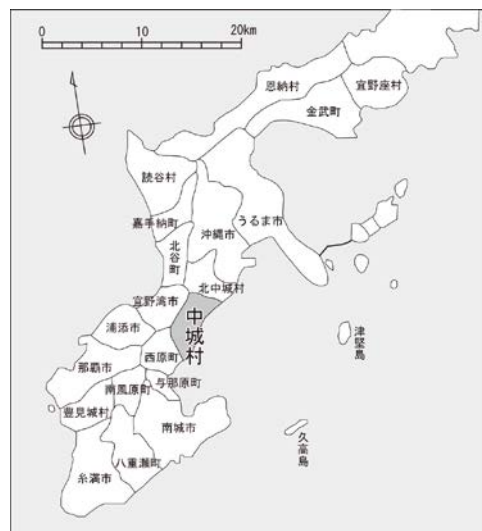 0 10 20km
恩納村
宜野座村
金武町
読谷村
嘉手納町
沖縄市
うるま市
北谷町
北中城村
宜野湾市
中城村
浦添市
西原町
那覇市
与那原町
南風原町
豊見城村
南城市
八重瀬町
糸満市
津堅島
久高島